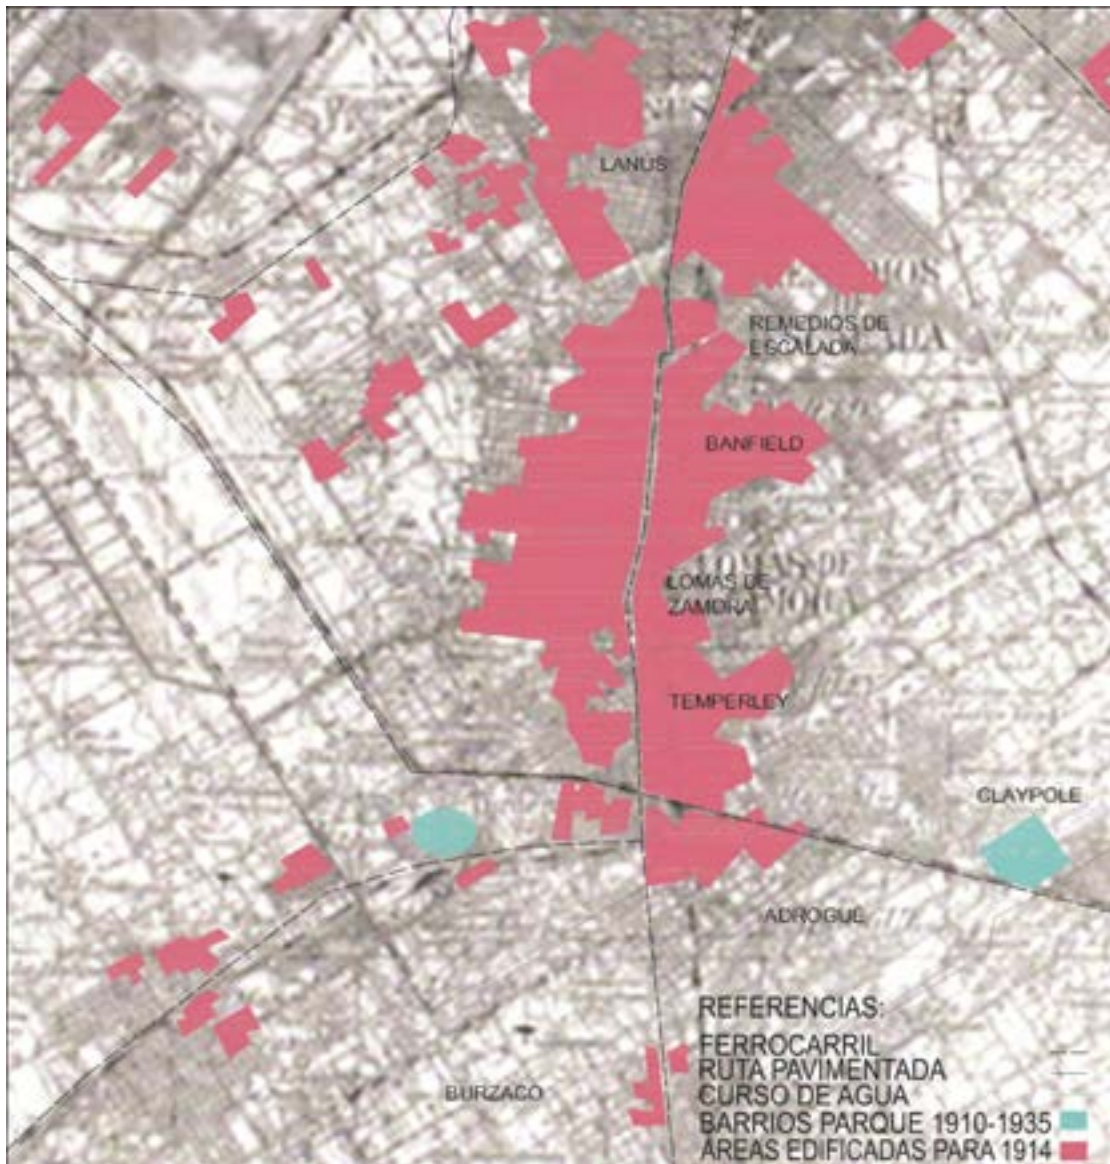 LANUS
REMEDIOS DE
ESCALADA
BANFIELD
LOMAS DE
ZAMORA
TEMPERLEY
CLAYPOLE
ADROGUE
BURZACO
REFERENCIAS:
FERROCARRIL
RUTA PAVIMENTADA
CURSO DE AGUA
BARRIOS PARQUE 1910-1935
ÁREAS EDIFICADAS PARA 1914